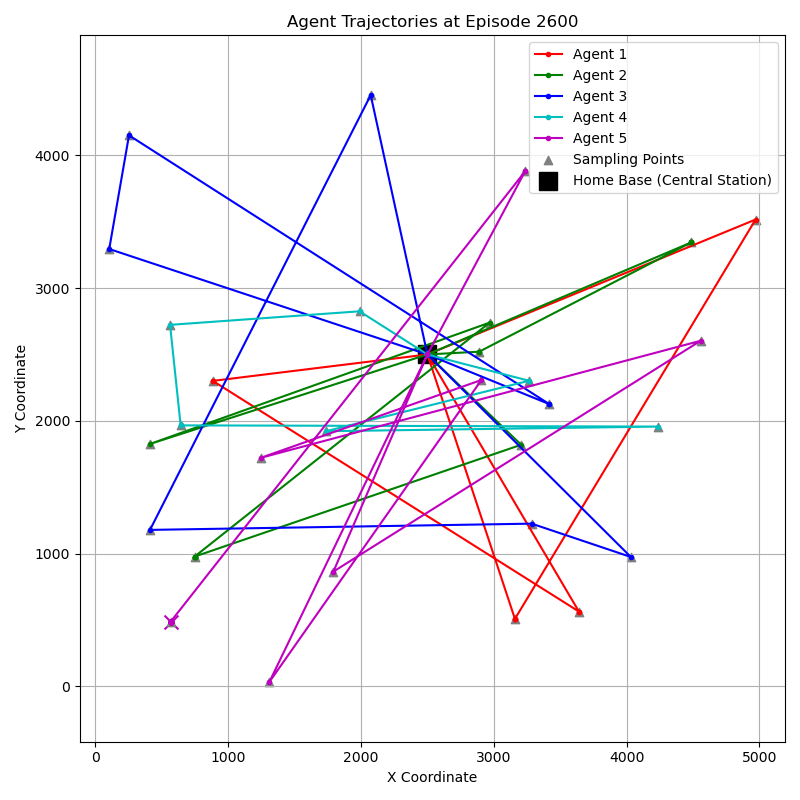 Agent Trajectories at Episode 2600
Agent 1
Agent 2
Agent 3
Agent 4
Agent 5
Sampling Points
Home Base (Central Station)
Y Coordinate
4000
3000
2000
1000
0
0 1000 2000 3000 4000 5000
X Coordinate